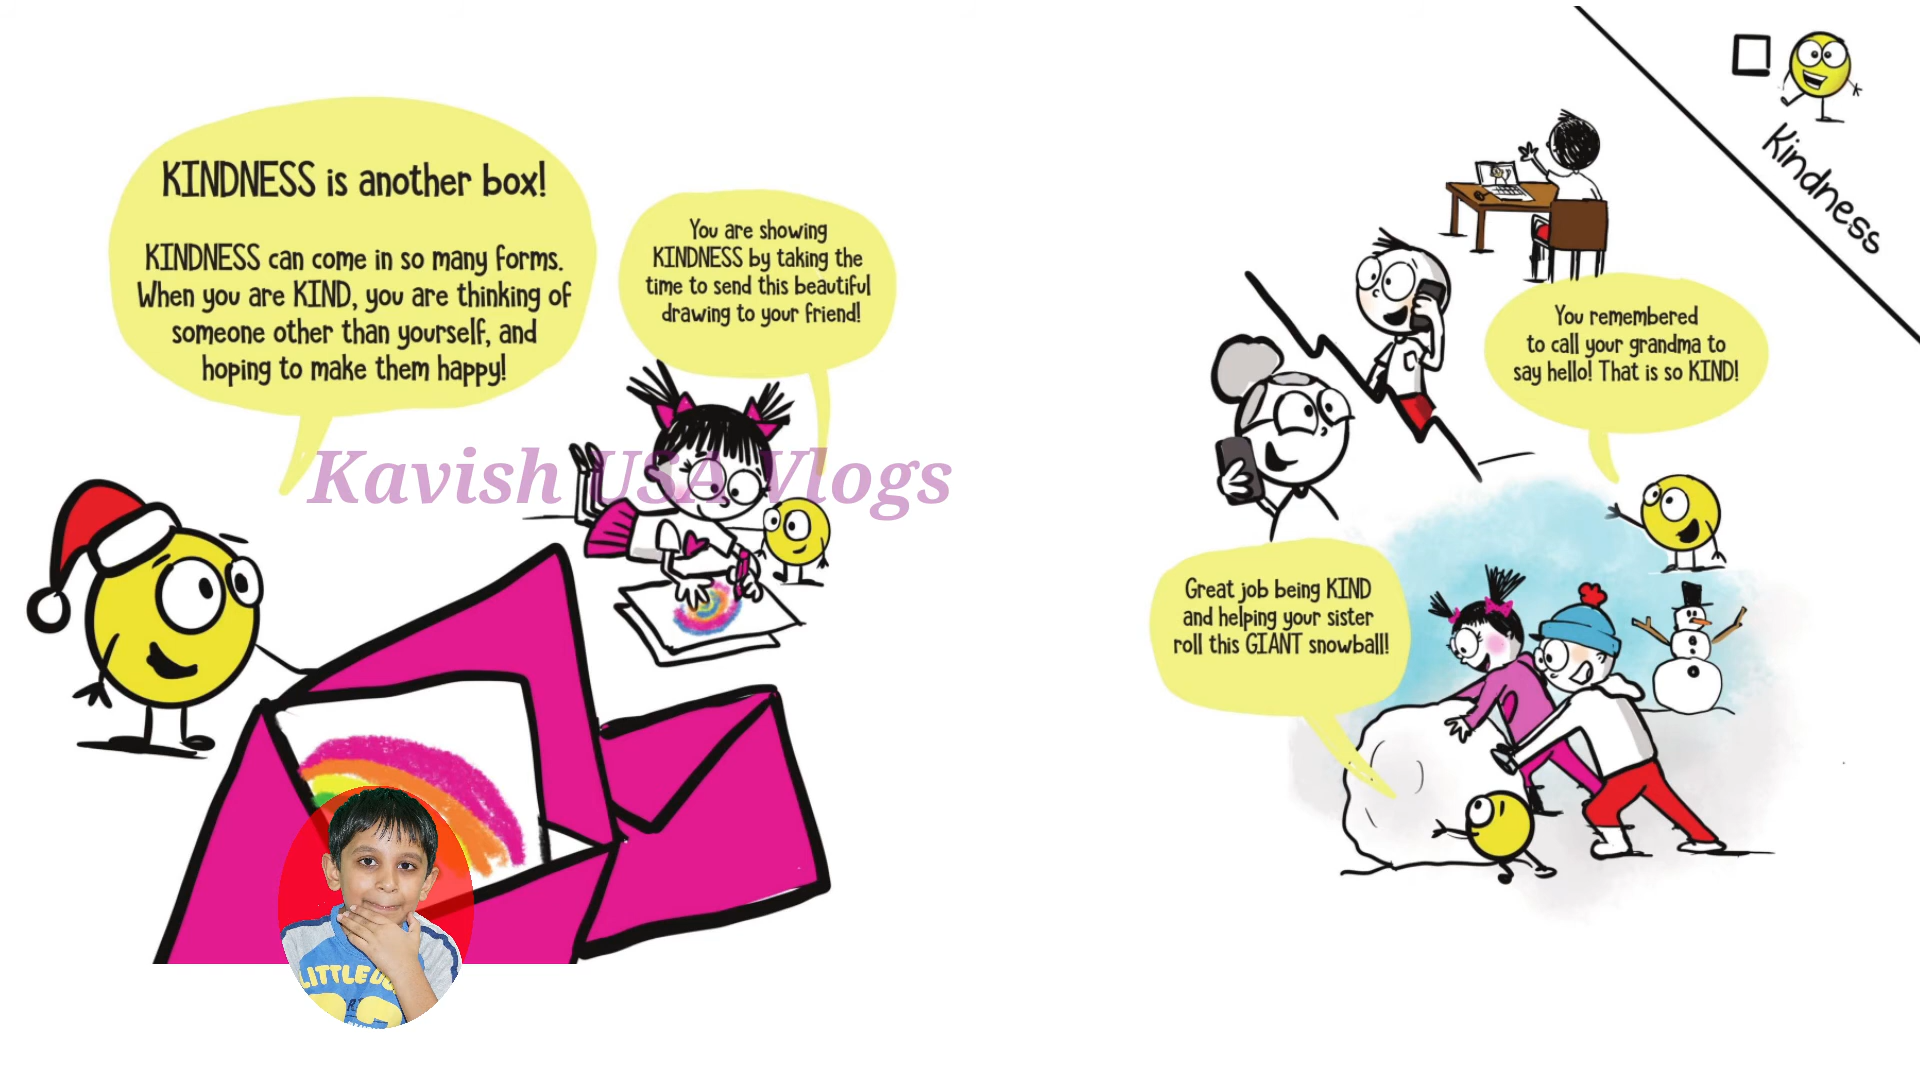 KINDNESS is another box!
KINDNESS can come in so many forms.
When you are KIND, you are thinking of
someone other than yourself, and
hoping to make them happy!
You are showing
KINDNESS by taking the
time to send this beautiful
drawing to your friend!
Kavish USA Vlogs
LITTLE
Kindness
You remembered
to call your grandma to
say hello! That is so KIND!
Great job being KIND
and helping your sister
roll this GIANT snowball!